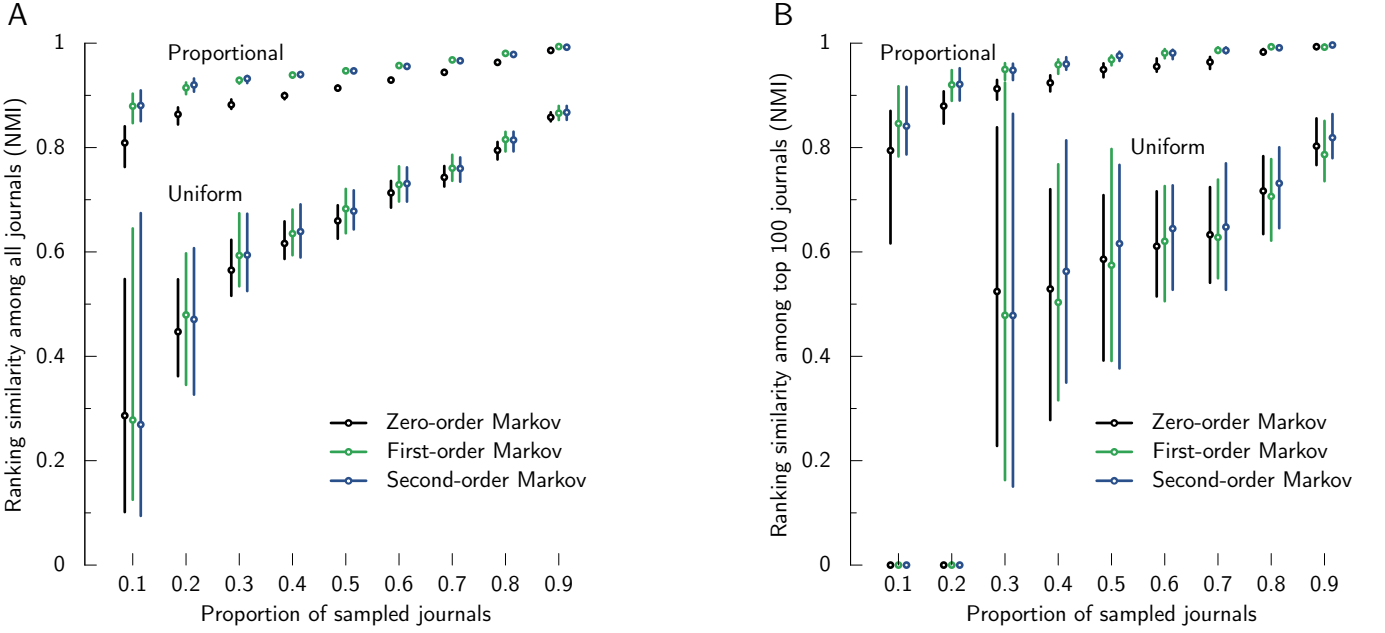 A
Ranking similarity among all journals (NMI)
1
0.8
0.6
0.4
0.2
0
Proportional
Uniform
Zero-order Markov
First-order Markov
Second-order Markov
0.1 0.2 0.3 0.4 0.5 0.6 0.7 0.8 0.9
Proportion of sampled journals
B
Ranking similarity among top 100 journals (NMI)
1
0.8
0.6
0.4
0.2
0
Proportional
Uniform
Zero-order Markov
First-order Markov
Second-order Markov
0.1 0.2 0.3 0.4 0.5 0.6 0.7 0.8 0.9
Proportion of sampled journals